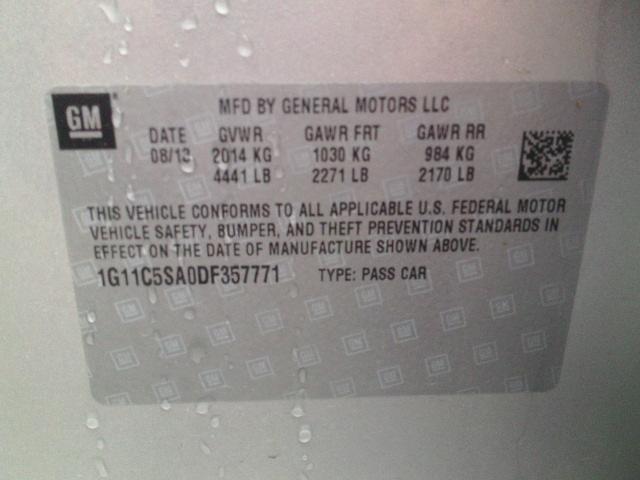 GM
MFD BY GENERAL MOTORS LLC
DATE GVWR GAWR FRT GAWR RR
08/13 2014 KG 1030 KG 984 KG
4441 LB 2271 LB 2170 LB
THIS VEHICLE CONFORMS TO ALL APPLICABLE U.S. FEDERAL MOTOR
VEHICLE SAFETY, BUMPER, AND THEFT PREVENTION STANDARDS IN
EFFECT ON THE DATE OF MANUFACTURE SHOWN ABOVE.
1G11C5SA0DF357771 TYPE: PASS CAR